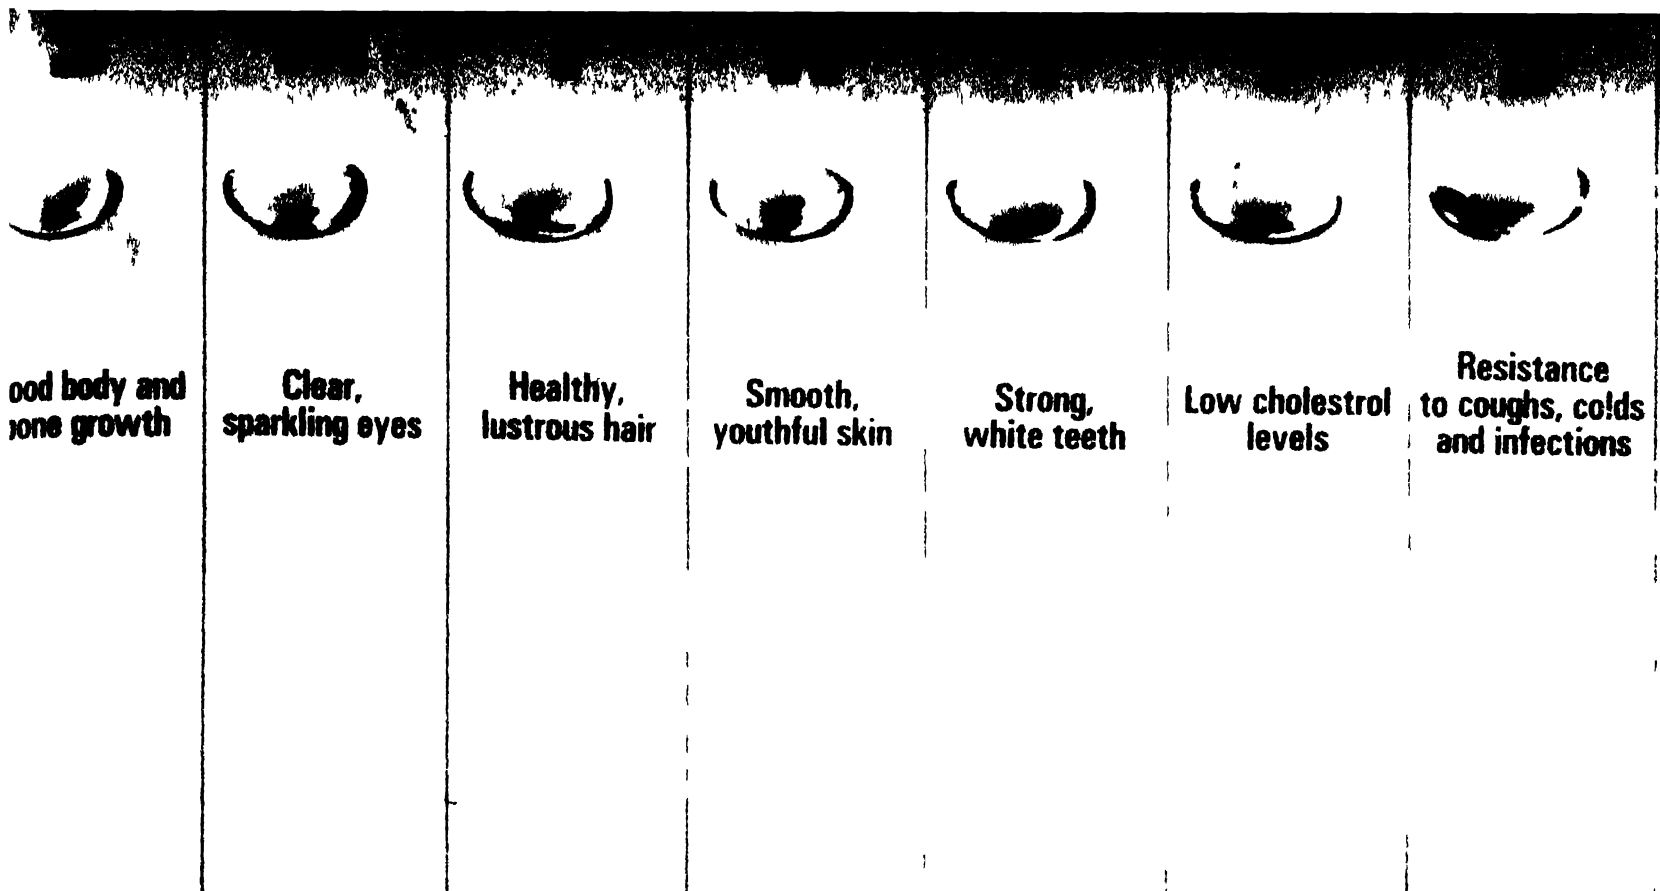 ood body and
one growth
Clear,
sparkling eyes
Healthy,
lustrous hair
Smooth,
youthful skin
Strong,
white teeth
Low cholestrol
levels
Resistance
to coughs, colds
and infections